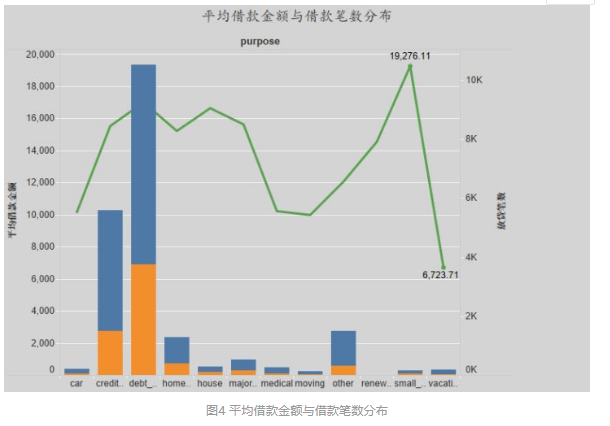 平均借款金额与借款笔数分布
purpose
19,276.11
20,000
18,000
16,000
14,000
12,000
10,000
8,000
6,000
4,000
2,000
0
平均借款金额
10K
8K
6K
4K
2K
0K
放贷笔数
6,723.71
car credit.. debt_.. home.. house major.. medical moving other renew.. small_.. vacati..
图4 平均借款金额与借款笔数分布